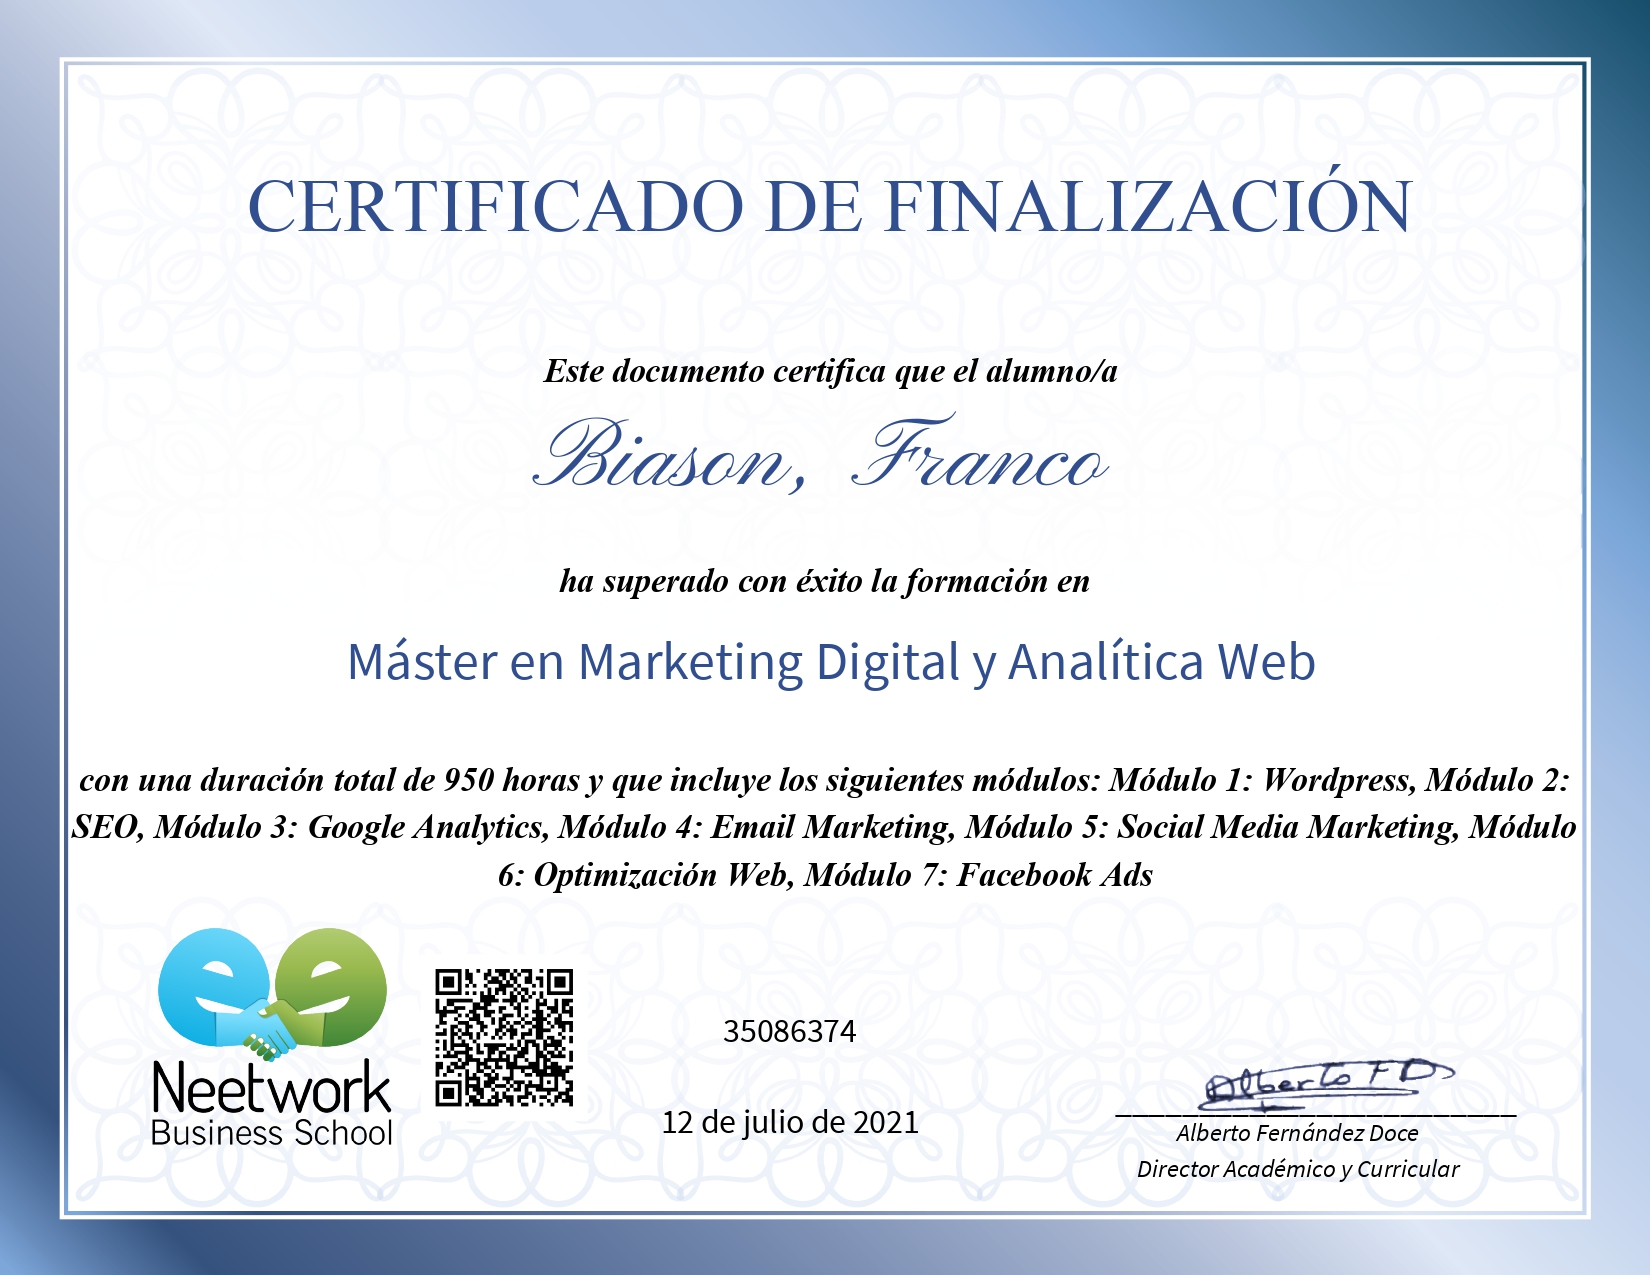 CERTIFICADO DE FINALIZACIÓN
Este documento certifica que el alumno/a
Biason, Franco
ha superado con éxito la formación en
Máster en Marketing Digital y Analítica Web
con una duración total de 950 horas y que incluye los siguientes módulos: Módulo 1: Wordpress, Módulo 2:
SEO, Módulo 3: Google Analytics, Módulo 4: Email Marketing, Módulo 5: Social Media Marketing, Módulo
6: Optimización Web, Módulo 7: Facebook Ads
Neetwork
Business School
35086374
12 de julio de 2021
Alberto F D
Alberto Fernández Doce
Director Académico y Curricular